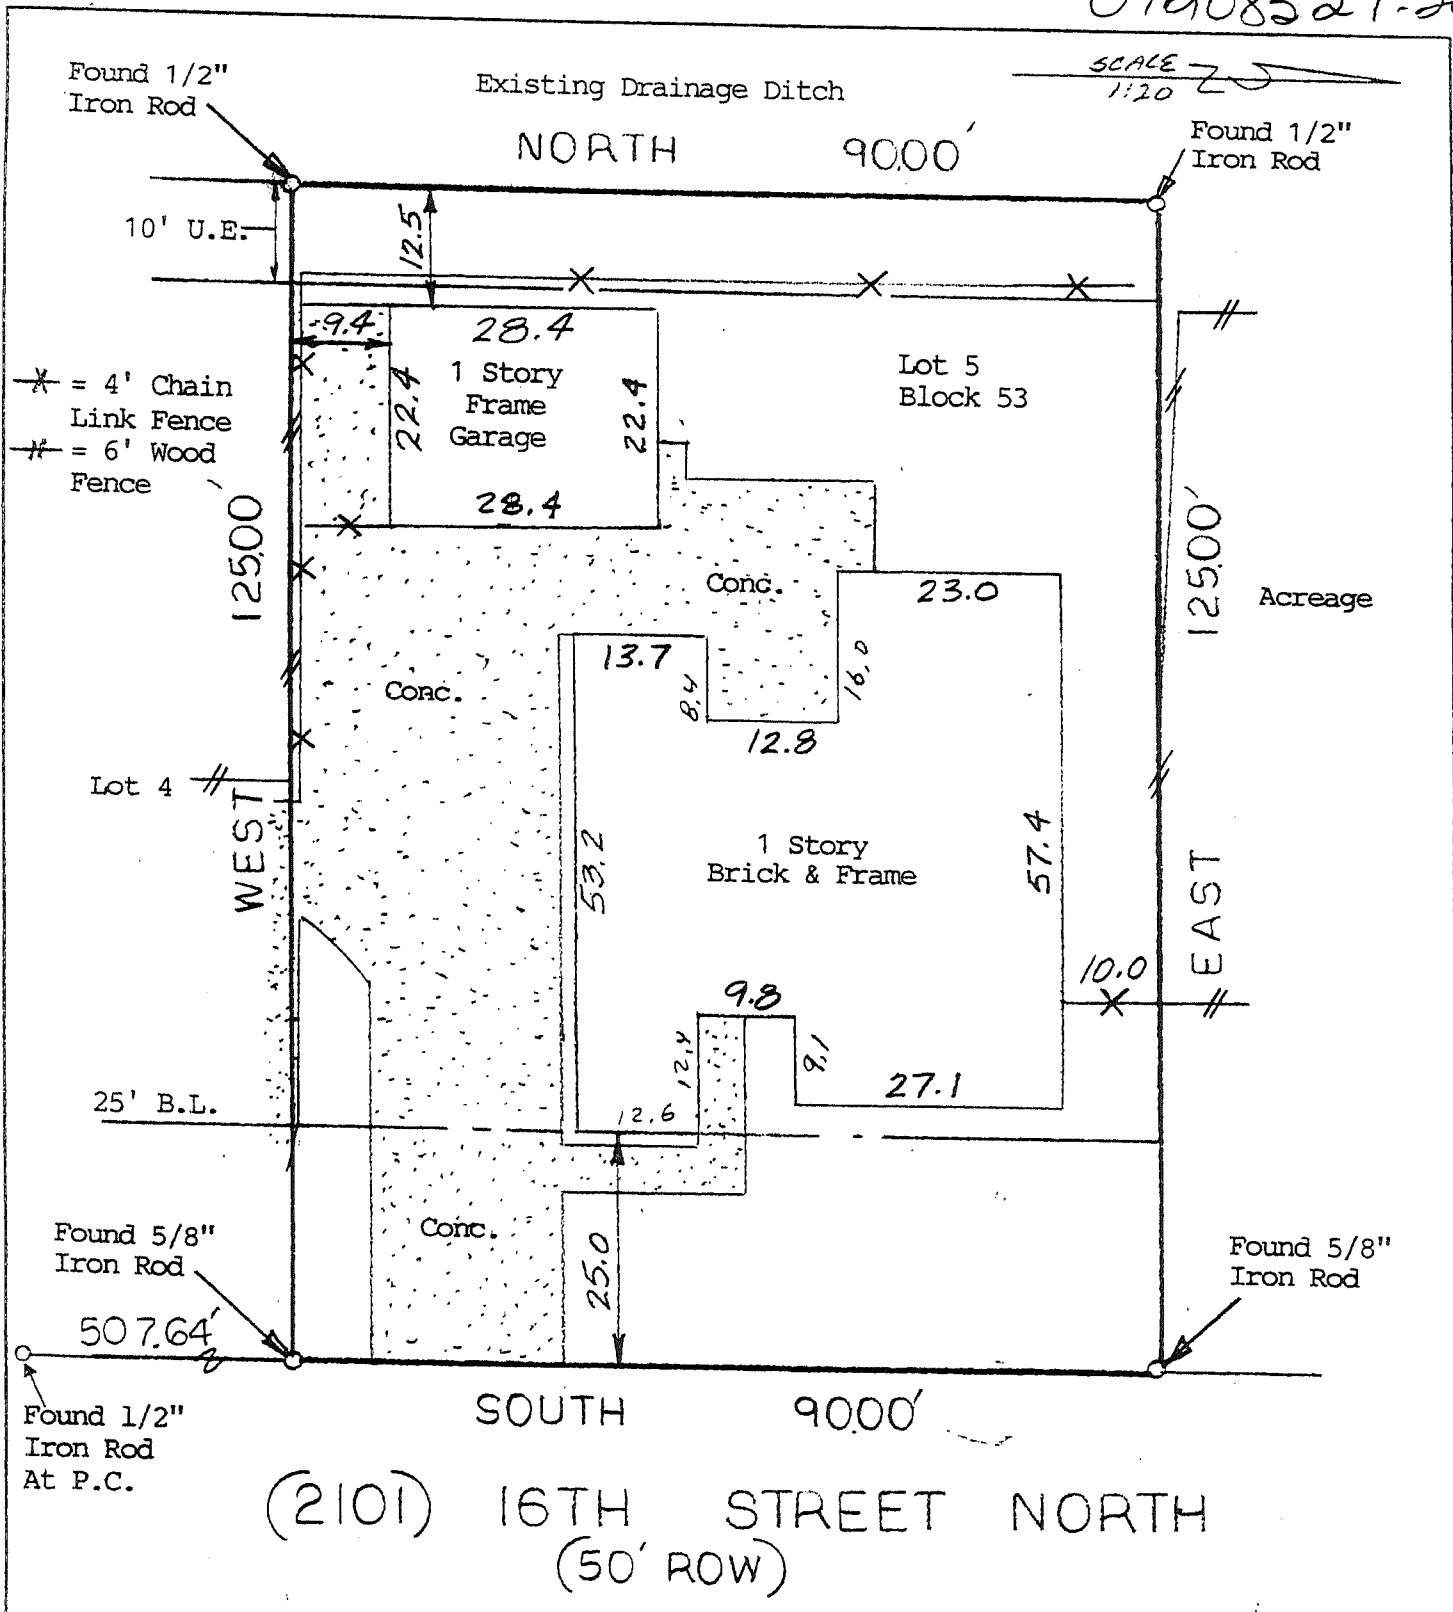 Found 1/2"
Iron Rod
Existing Drainage Ditch
SCALE
1:20
NORTH 90.00'
Found 1/2"
Iron Rod
10' U.E.
12.5
9.4
28.4
1 Story
Frame
Garage
22.4
22.4
28.4
Lot 5
Block 53
= 4' Chain
Link Fence
= 6' Wood
Fence
125.00'
WEST
Conc.
23.0
16.0
13.7
8.4
12.8
Conc.
125.00'
EAST
Acreage
Lot 4
53.2
1 Story
Brick & Frame
57.4
10.0
9.8
12.4
9.1
27.1
12.6
25' B.L.
25.0
Conc.
Found 5/8"
Iron Rod
Found 5/8"
Iron Rod
507.64'
Found 1/2"
Iron Rod
At P.C.
SOUTH 90.00'
(2101) 16TH STREET NORTH
(50' ROW)